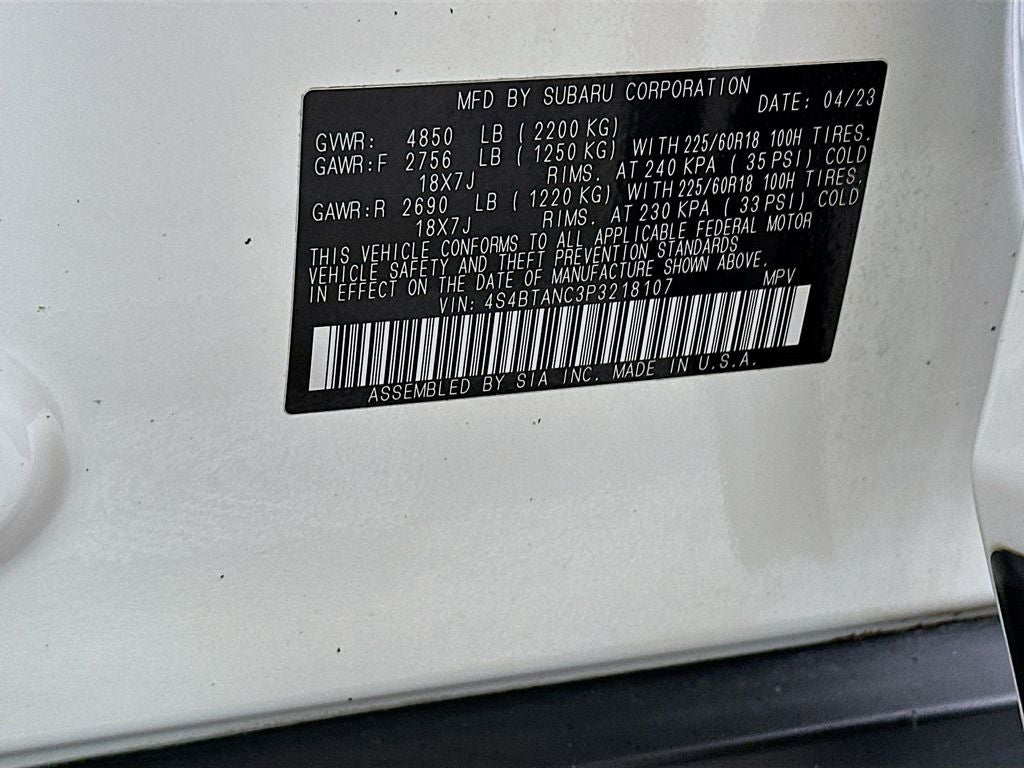 MFD BY SUBARU CORPORATION DATE: 04/23
GVWR: 4850 LB ( 2200 KG)
GAWR:F 2756 LB ( 1250 KG) WITH 225/60R18 100H TIRES.
18X7J RIMS. AT 240 KPA ( 35 PSI) COLD
GAWR:R 2690 LB ( 1220 KG) WITH 225/60R18 100H TIRES.
18X7J RIMS. AT 230 KPA ( 33 PSI) COLD
THIS VEHICLE CONFORMS TO ALL APPLICABLE FEDERAL MOTOR
VEHICLE SAFETY AND THEFT PREVENTION STANDARDS
IN EFFECT ON THE DATE OF MANUFACTURE SHOWN ABOVE.
VIN: 4S4BTANC3P3218107 MPV
ASSEMBLED BY SIA INC. MADE IN U.S.A.